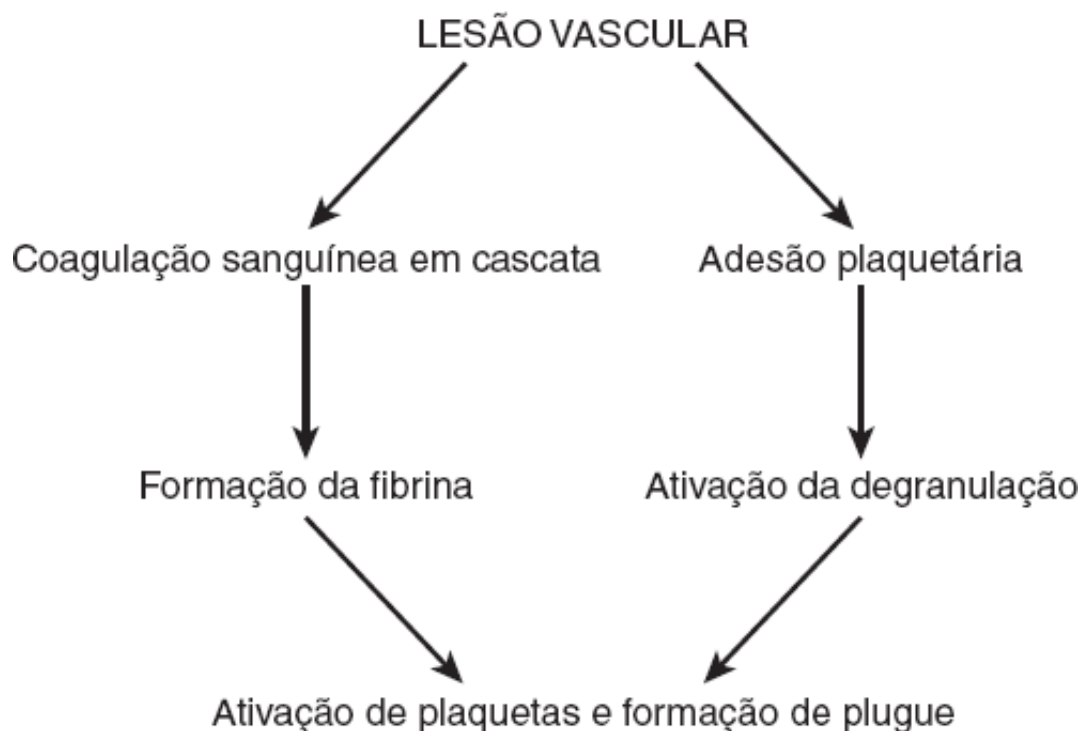 LESÃO VASCULAR
Coagulação sanguínea em cascata
Adesão plaquetária
Formação da fibrina
Ativação da degranulação
Ativação de plaquetas e formação de plugue